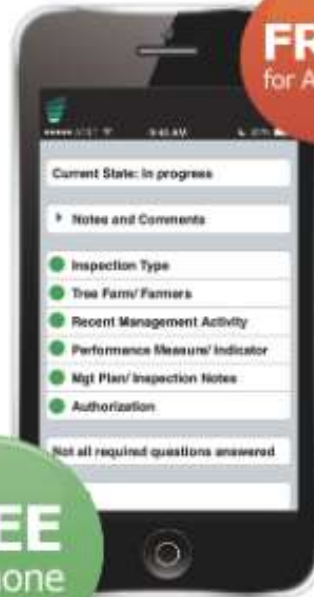 FR
for A
Current State: In progress
Notes and Comments
Inspection Type
Tree Farm/ Farmers
Recent Management Activity
Performance Measure/ Indicator
Mgt Plan/ Inspection Notes
Authorization
Not all required questions answered
EE
one